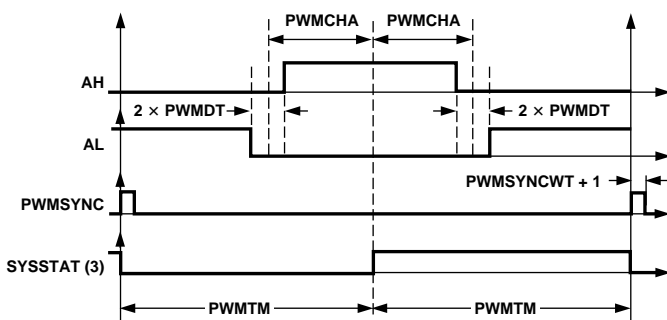 PWMCHA PWMCHA
AH
2 × PWMDT 2 × PWMDT
AL
PWMSYNCWT + 1
PWMSYNC
SYSSTAT (3)
PWMTM PWMTM